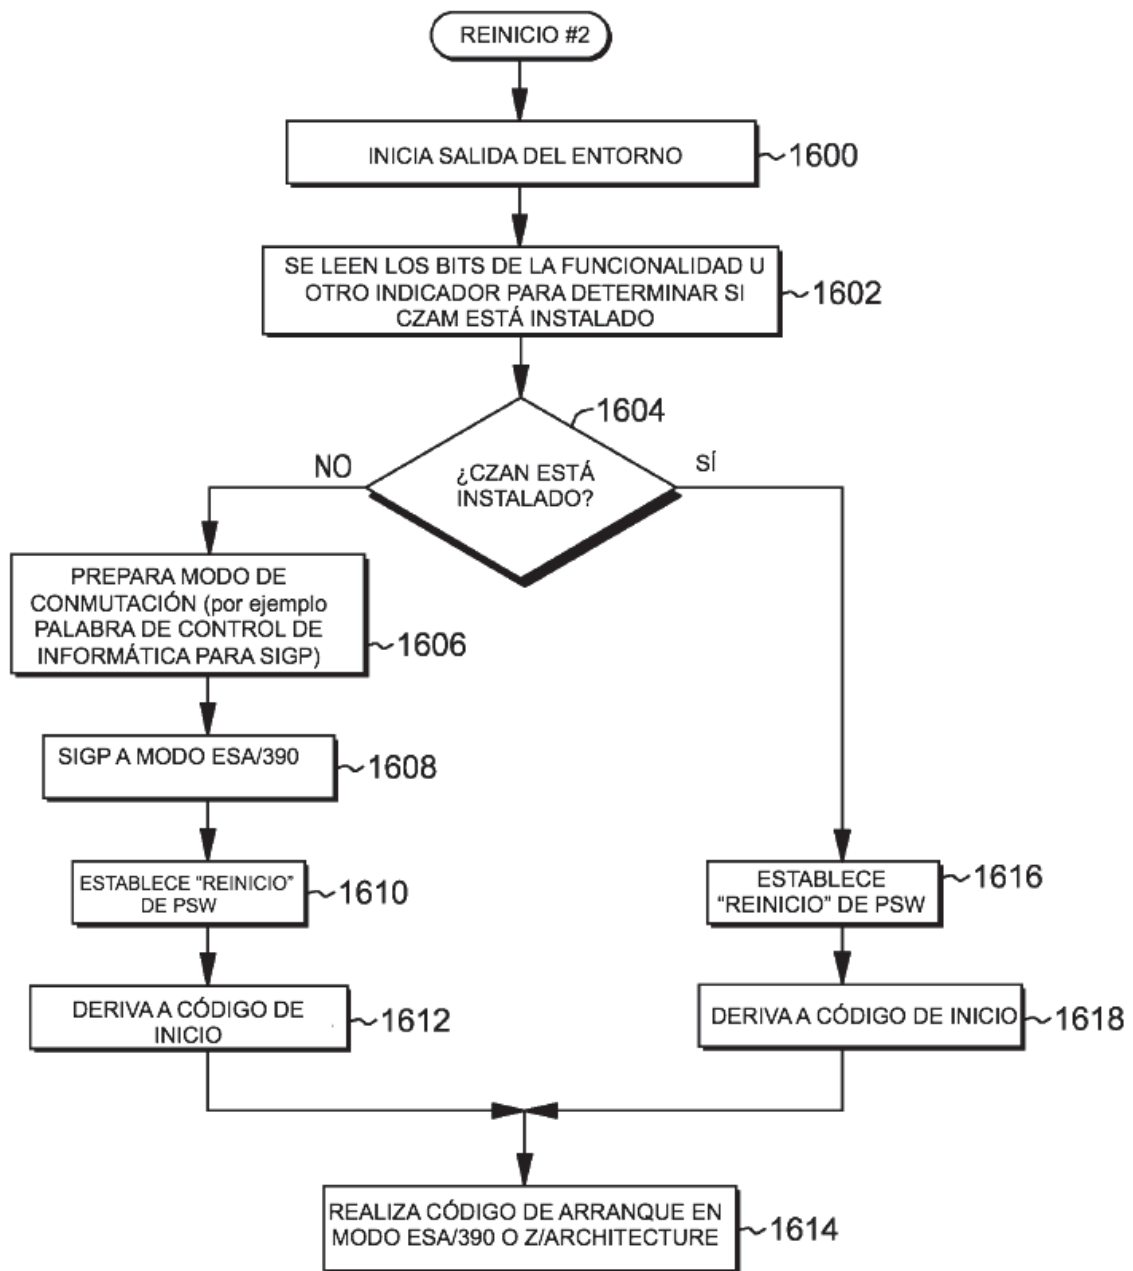 REINICIO #2
INICIA SALIDA DEL ENTORNO
1600
SE LEEN LOS BITS DE LA FUNCIONALIDAD U
OTRO INDICADOR PARA DETERMINAR SI
CZAM ESTÁ INSTALADO
1602
1604
¿CZAN ESTÁ
INSTALADO?
NO
SÍ
PREPARA MODO DE
CONMUTACIÓN (por ejemplo
PALABRA DE CONTROL DE
INFORMÁTICA PARA SIGP)
1606
SIGP A MODO ESA/390
1608
ESTABLECE “REINICIO”
DE PSW
1610
DERIVA A CÓDIGO DE
INICIO
1612
ESTABLECE
“REINICIO” DE PSW
1616
DERIVA A CÓDIGO DE INICIO
1618
REALIZA CÓDIGO DE ARRANQUE EN
MODO ESA/390 O Z/ARCHITECTURE
1614